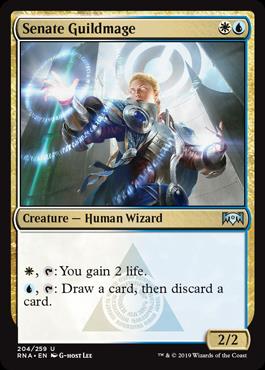 Senate Guildmage
Creature — Human Wizard
, : You gain 2 life.
, : Draw a card, then discard a
card.
2/2
204/259 U
RNA • EN G-HOST LEE
™ & © 2019 Wizards of the Coast